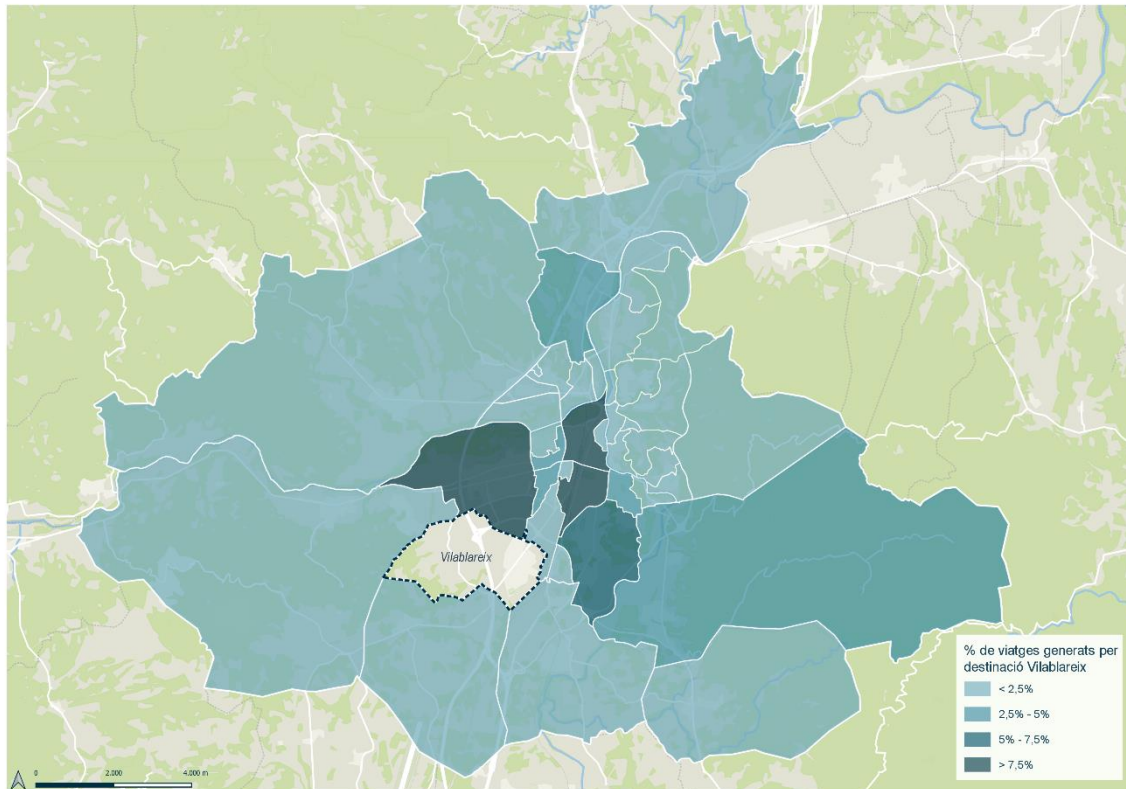 Vilablareix
% de viatges generats per
destinació Vilablareix
< 2,5%
2,5% - 5%
5% - 7,5%
> 7,5%
0 2.000 4.000 m